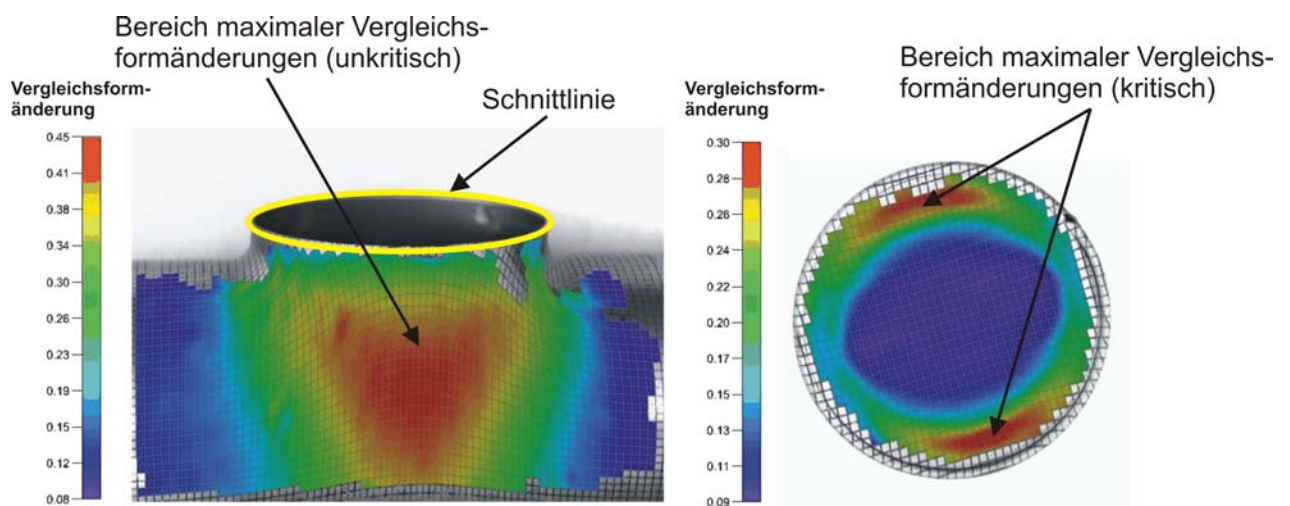 Bereich maximaler Vergleichs-
formänderungen (unkritisch)
Vergleichsform-
änderung
Schnittlinie
0.45
0.41
0.38
0.34
0.30
0.26
0.23
0.19
0.15
0.12
0.08
Bereich maximaler Vergleichs-
formänderungen (kritisch)
Vergleichsform-
änderung
0.30
0.28
0.26
0.24
0.22
0.20
0.17
0.15
0.13
0.11
0.09